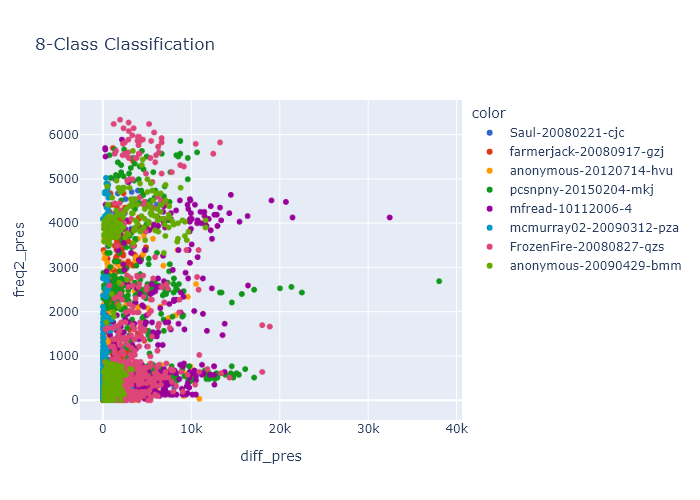 8-Class Classification
color
Saul-20080221-cjc
farmerjack-20080917-gzj
anonymous-20120714-hvu
pcsnpny-20150204-mkj
mfread-10112006-4
mcmurray02-20090312-pza
FrozenFire-20080827-qzs
anonymous-20090429-bmm
freq2_pres
6000
5000
4000
3000
2000
1000
0
0 10k 20k 30k 40k
diff_pres